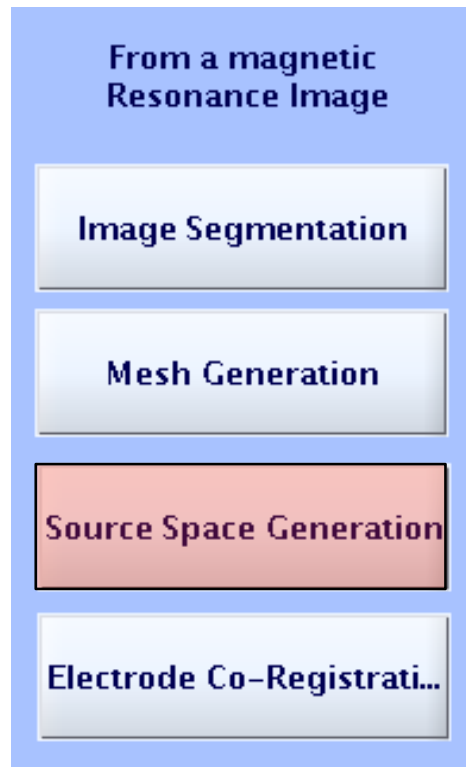 From a magnetic
Resonance Image
Image Segmentation
Mesh Generation
Source Space Generation
Electrode Co-Registrati...